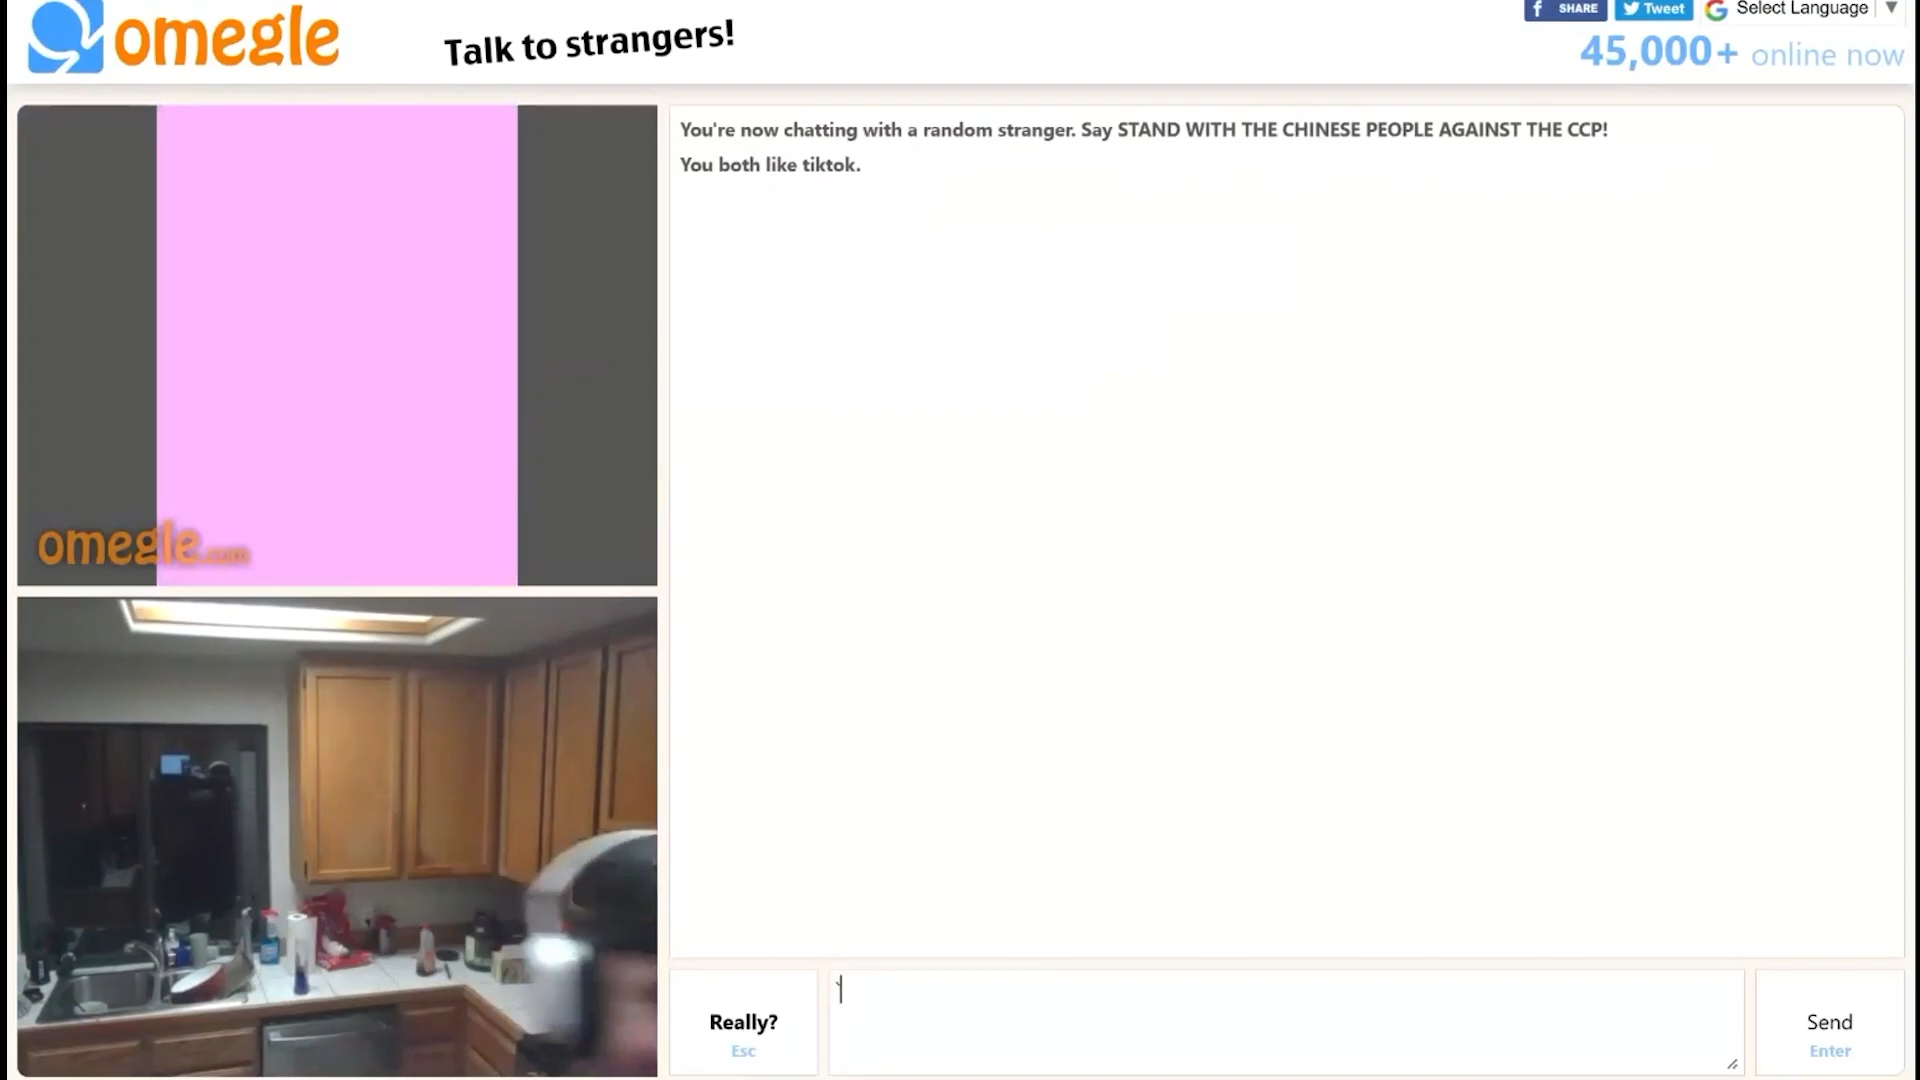 omegle
Talk to strangers!
SHARE
Tweet
Select Language
45,000+ online now
You're now chatting with a random stranger. Say STAND WITH THE CHINESE PEOPLE AGAINST THE CCP!
You both like tiktok.
omegle.com
Really?
Esc
Send
Enter